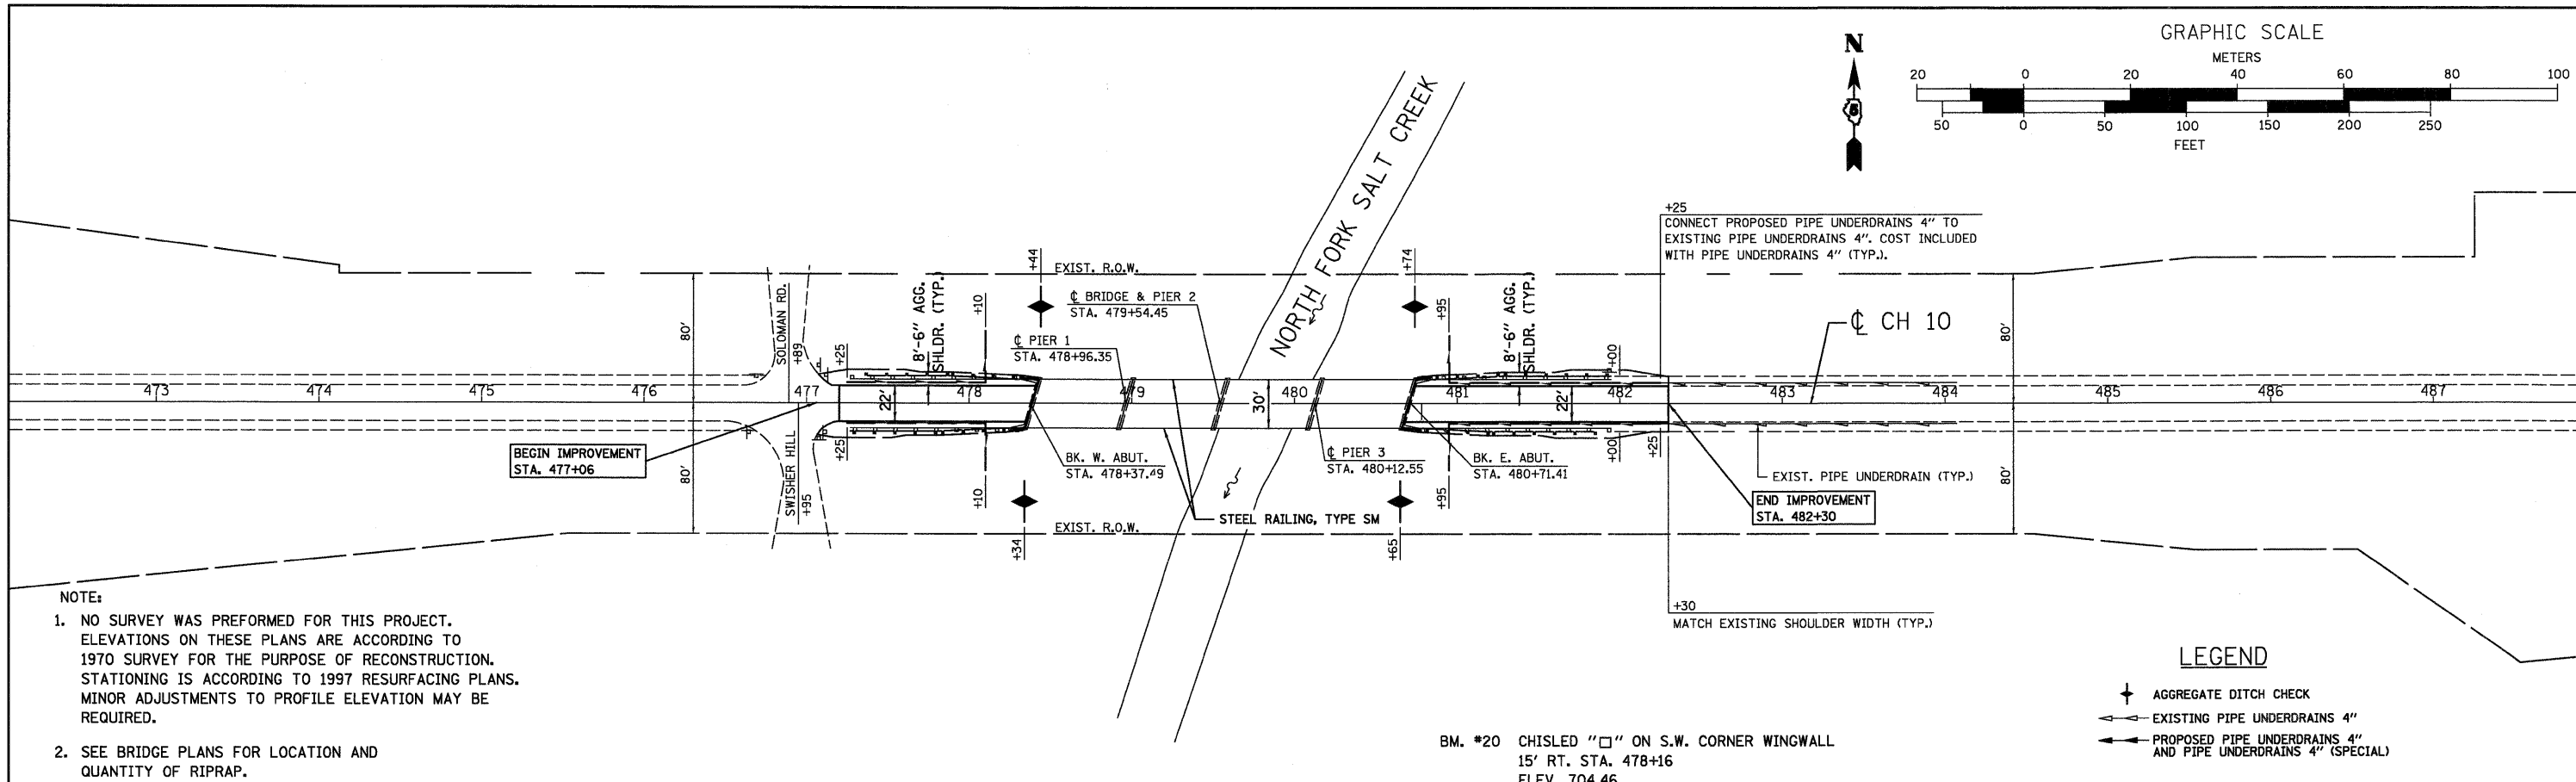 GRAPHIC SCALE
METERS
20 0 20 40 60 80 100
50 0 50 100 150 200 250
FEET
N
5
NORTH FORK SALT CREEK
+25
CONNECT PROPOSED PIPE UNDERDRAINS 4" TO
EXISTING PIPE UNDERDRAINS 4". COST INCLUDED
WITH PIPE UNDERDRAINS 4" (TYP.).
+44
EXIST. R.O.W.
+74
℄ BRIDGE & PIER 2
STA. 479+54.45
℄ PIER 1
STA. 478+96.35
SOLOMAN RD.
+89
+25
8'-6" AGG.
SHLDR. (TYP.)
+10
+95
8'-6" AGG.
SHLDR. (TYP.)
+00
℄ CH 10
80'
80'
473 474 475 476 477 478 479 480 481 482 483 484 485 486 487
22'
30'
22'
BEGIN IMPROVEMENT
STA. 477+06
80'
SWISHER HILL
+95
+25
+10
BK. W. ABUT.
STA. 478+37.49
℄ PIER 3
STA. 480+12.55
BK. E. ABUT.
STA. 480+71.41
+95
+00
+25
EXIST. PIPE UNDERDRAIN (TYP.)
80'
END IMPROVEMENT
STA. 482+30
STEEL RAILING, TYPE SM
EXIST. R.O.W.
+34
+65
+30
MATCH EXISTING SHOULDER WIDTH (TYP.)
NOTE:
1. NO SURVEY WAS PREFORMED FOR THIS PROJECT.
ELEVATIONS ON THESE PLANS ARE ACCORDING TO
1970 SURVEY FOR THE PURPOSE OF RECONSTRUCTION.
STATIONING IS ACCORDING TO 1997 RESURFACING PLANS.
MINOR ADJUSTMENTS TO PROFILE ELEVATION MAY BE
REQUIRED.
2. SEE BRIDGE PLANS FOR LOCATION AND
QUANTITY OF RIPRAP.
BM. #20 CHISLED "□" ON S.W. CORNER WINGWALL
15' RT. STA. 478+16
ELEV. 704.46
LEGEND
AGGREGATE DITCH CHECK
EXISTING PIPE UNDERDRAINS 4"
PROPOSED PIPE UNDERDRAINS 4"
AND PIPE UNDERDRAINS 4" (SPECIAL)